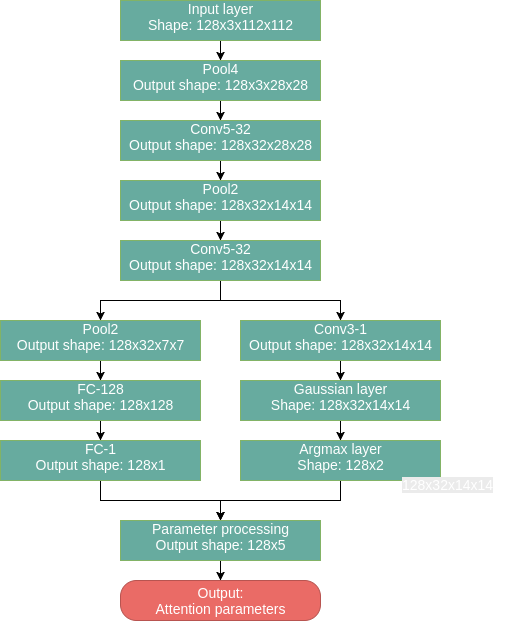 Input layer
Shape: 128x3x112x112
Pool4
Output shape: 128x3x28x28
Conv5-32
Output shape: 128x32x28x28
Pool2
Output shape: 128x32x14x14
Conv5-32
Output shape: 128x32x14x14
Pool2
Output shape: 128x32x7x7
Conv3-1
Output shape: 128x32x14x14
FC-128
Output shape: 128x128
Gaussian layer
Shape: 128x32x14x14
FC-1
Output shape: 128x1
Argmax layer
Shape: 128x2
128x32x14x14
Parameter processing
Output shape: 128x5
Output:
Attention parameters